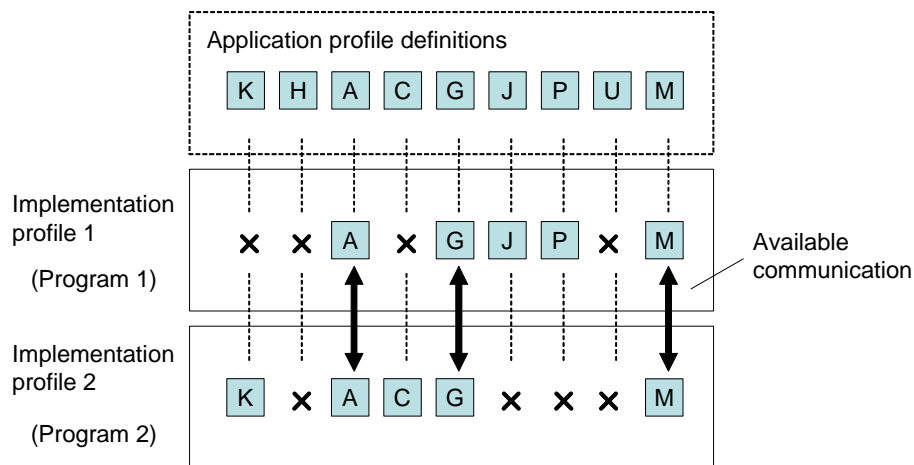 Application profile definitions
K H A C G J P U M
Implementation
profile 1
(Program 1)
A G J P M
Available
communication
Implementation
profile 2
(Program 2)
K A C G M